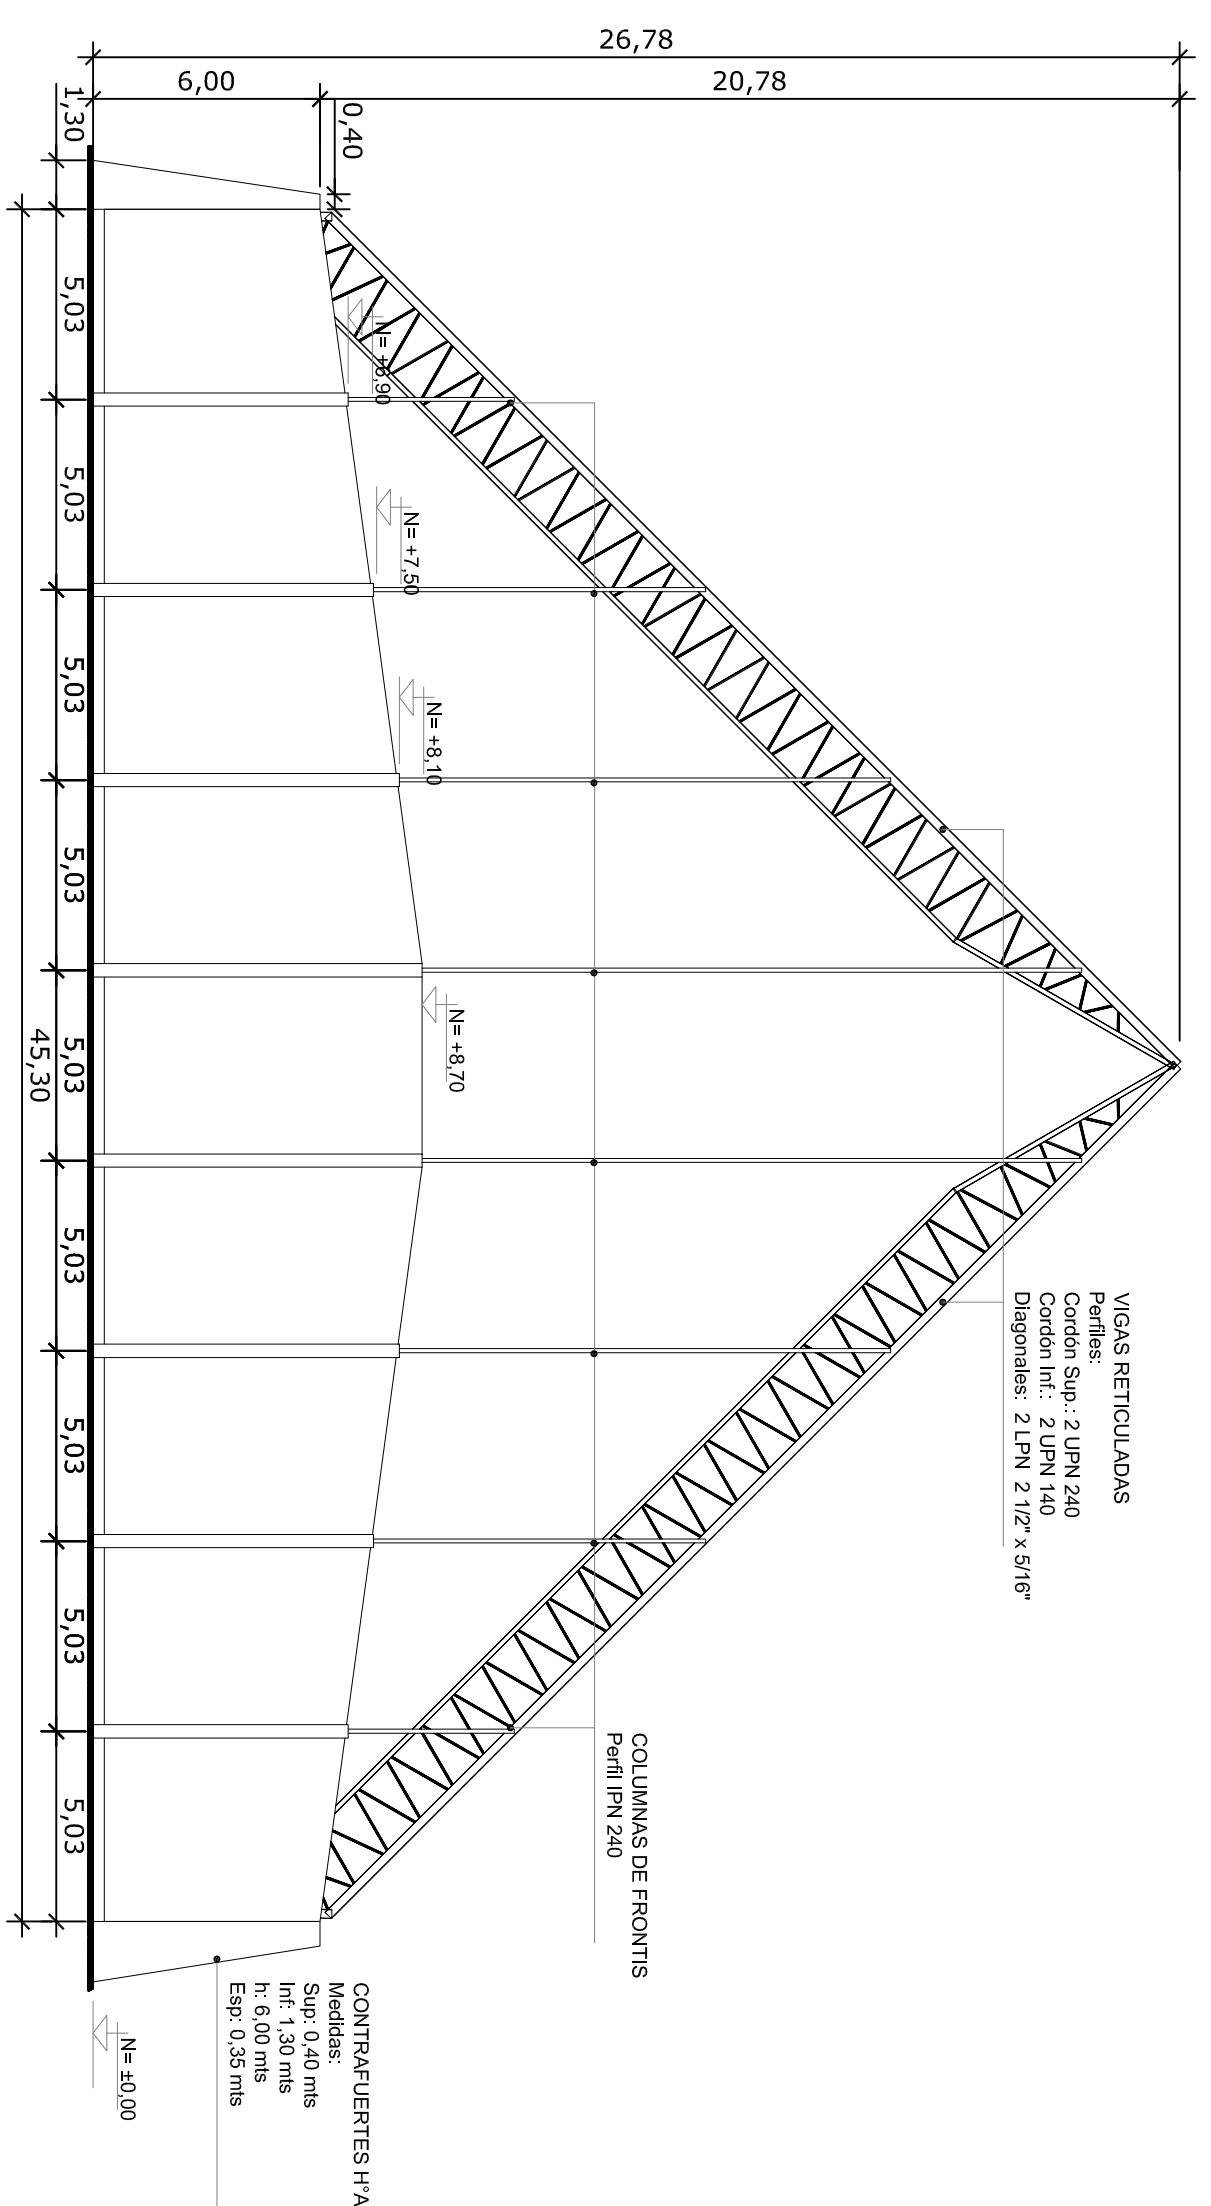 26,78
20,78
6,00
0,40
1,30
5,03
5,03
5,03
5,03
5,03
5,03
5,03
5,03
5,03
45,30
N= +6,90
N= +7,50
N= +8,10
N= +8,70
N= ±0,00
VIGAS RETICULADAS
Perfiles:
Cordón Sup.: 2 UPN 240
Cordón Inf.: 2 UPN 140
Diagonales: 2 LPN 2 1/2" x 5/16"
COLUMNAS DE FRONTIS
Perfil IPN 240
CONTRAFUERTES H°A
Medidas:
Sup: 0,40 mts
Inf: 1,30 mts
h: 6,00 mts
Esp: 0,35 mts